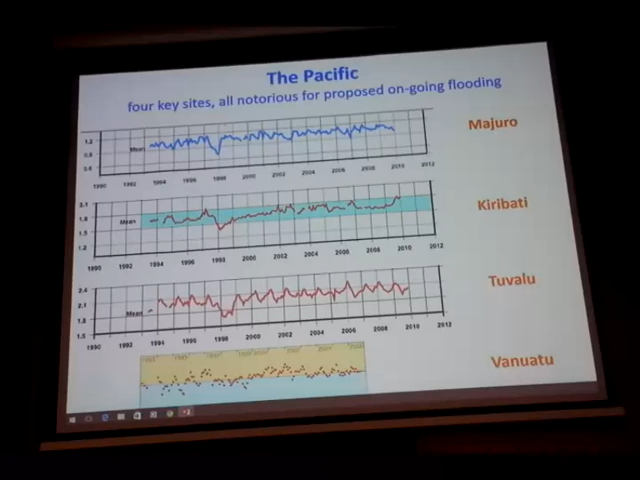 The Pacific
four key sites, all notorious for proposed on-going flooding
Majuro
1.2
0.9
0.6
Mean
1990 1992 1994 1996 1998 2000 2002 2004 2006 2008 2010 2012
Kiribati
2.1
1.8
1.5
1.2
Mean
1990 1992 1994 1996 1998 2000 2002 2004 2006 2008 2010 2012
Tuvalu
2.4
2.1
1.8
1.5
Mean
1990 1992 1994 1996 1998 2000 2002 2004 2006 2008 2010 2012
Vanuatu